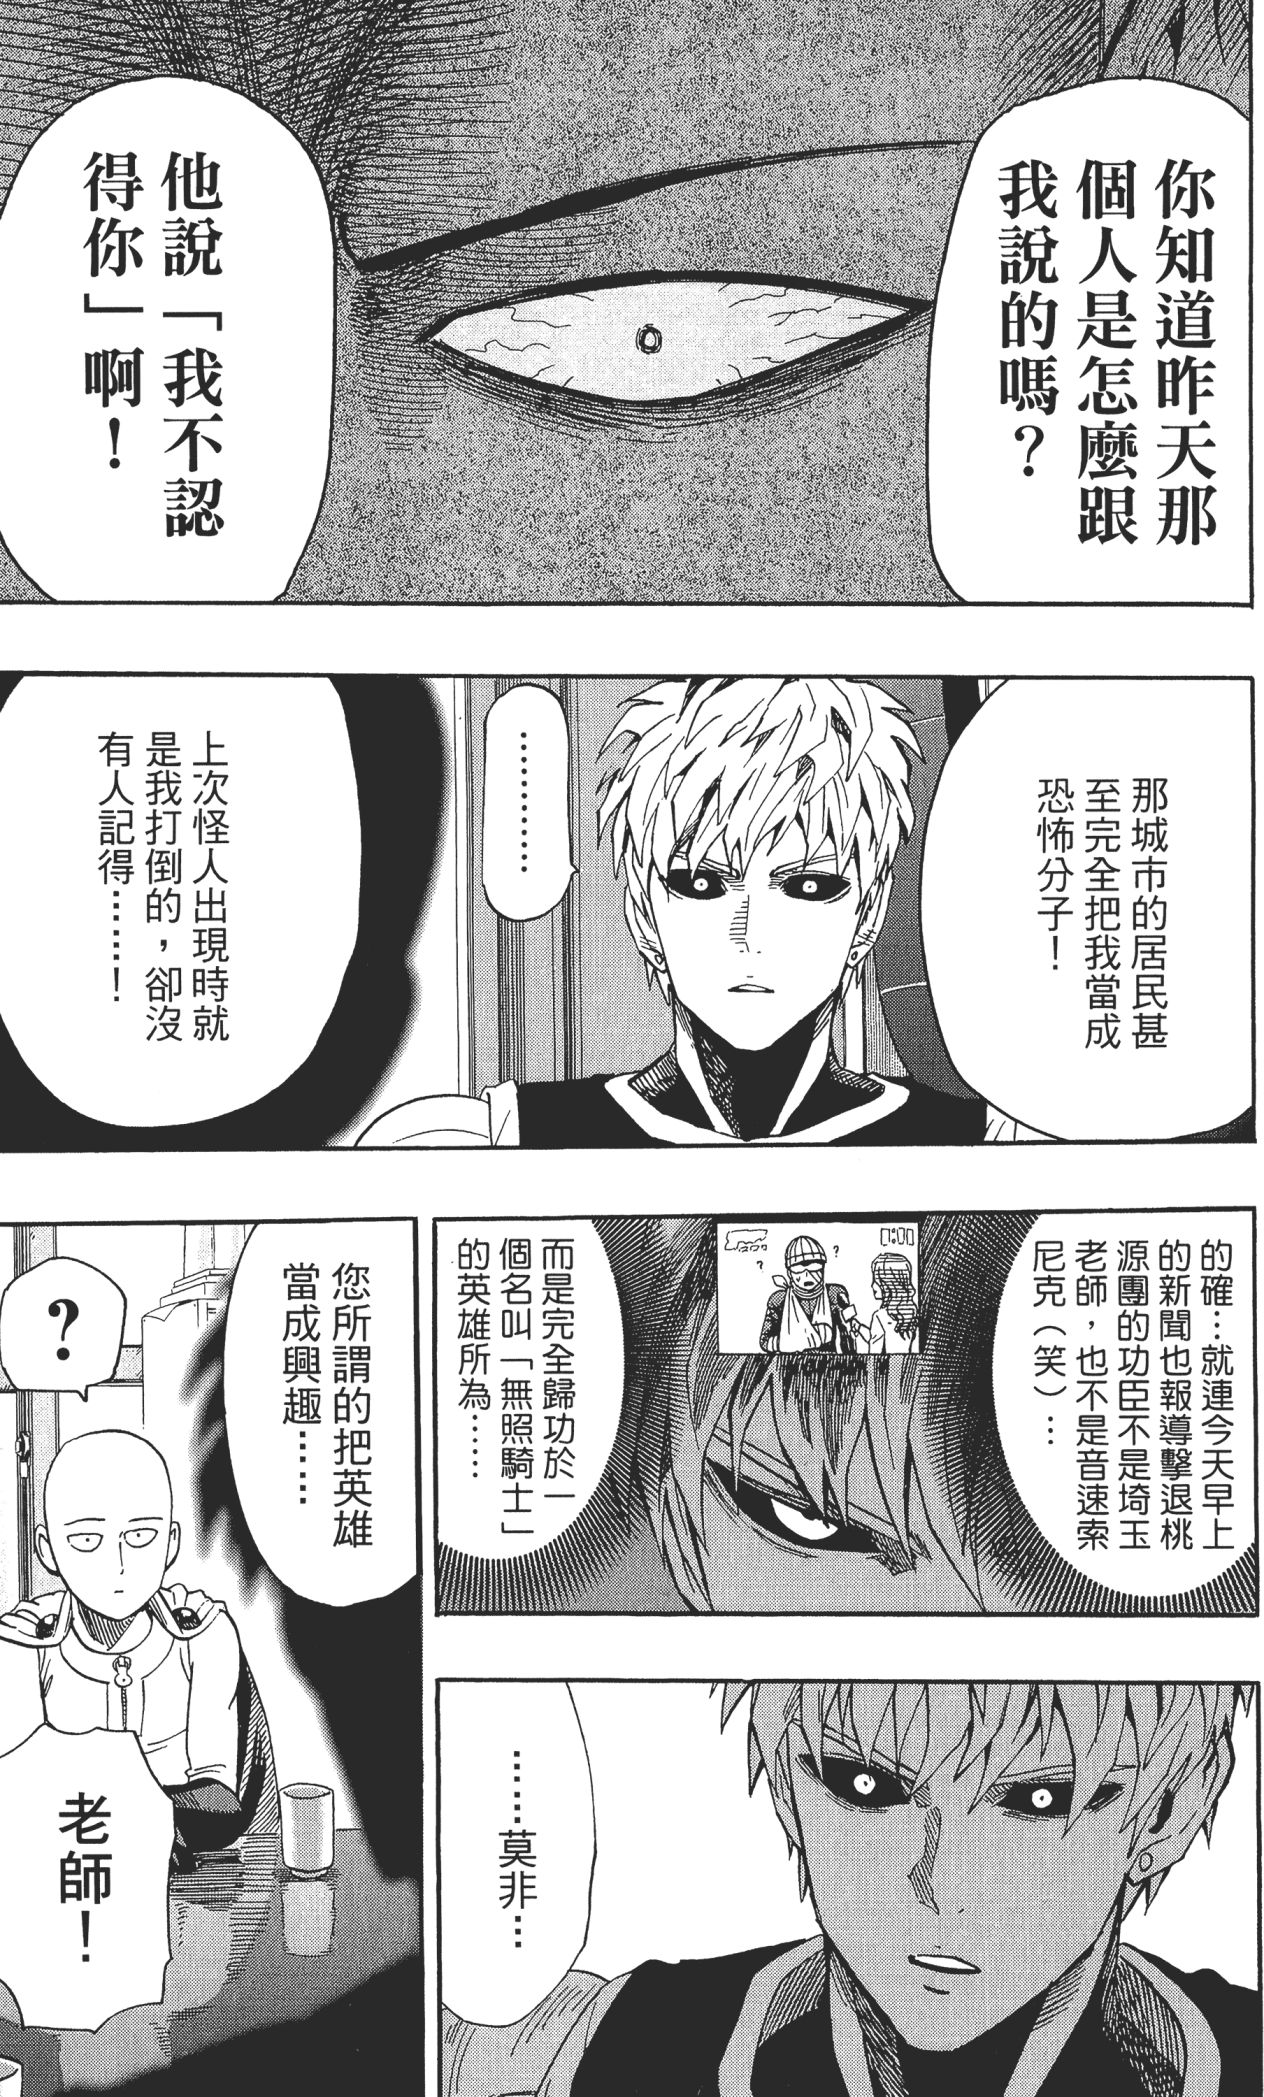 你知道昨天那
個人是怎麼跟
我說的嗎？
他說「我不認
得你」啊！
那城市的居民甚
至完全把我當成
恐怖分子！
…………
上次怪人出現時就
是我打倒的，卻沒
有人記得……！
的確…就連今天早上
的新聞也報導擊退桃
源團的功臣不是埼玉
老師，也不是音速索
尼克（笑）…
?
?
而是完全歸功於一
個名叫「無照騎士」
的英雄所為……
……莫非…
您所謂的把英雄
當成興趣……
？
老師！